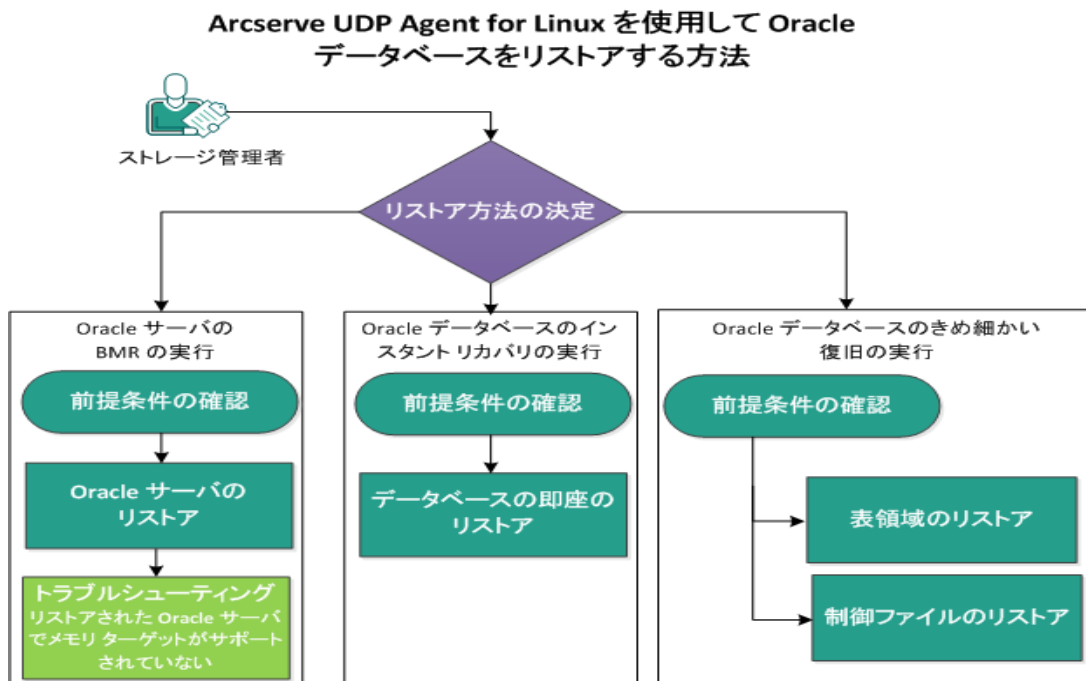 Arcserve UDP Agent for Linux を使用して Oracle
データベースをリストアする方法
ストレージ管理者
リストア方法の決定
Oracle サーバの
BMR の実行
前提条件の確認
Oracle サーバの
リストア
トラブルシューティング
リストアされた Oracle サーバ
でメモリ ターゲットがサポート
されていない
Oracle データベースのイン
スタント リカバリの実行
前提条件の確認
データベースの即座の
リストア
Oracle データベースのきめ細かい
復旧の実行
前提条件の確認
表領域のリストア
制御ファイルのリストア